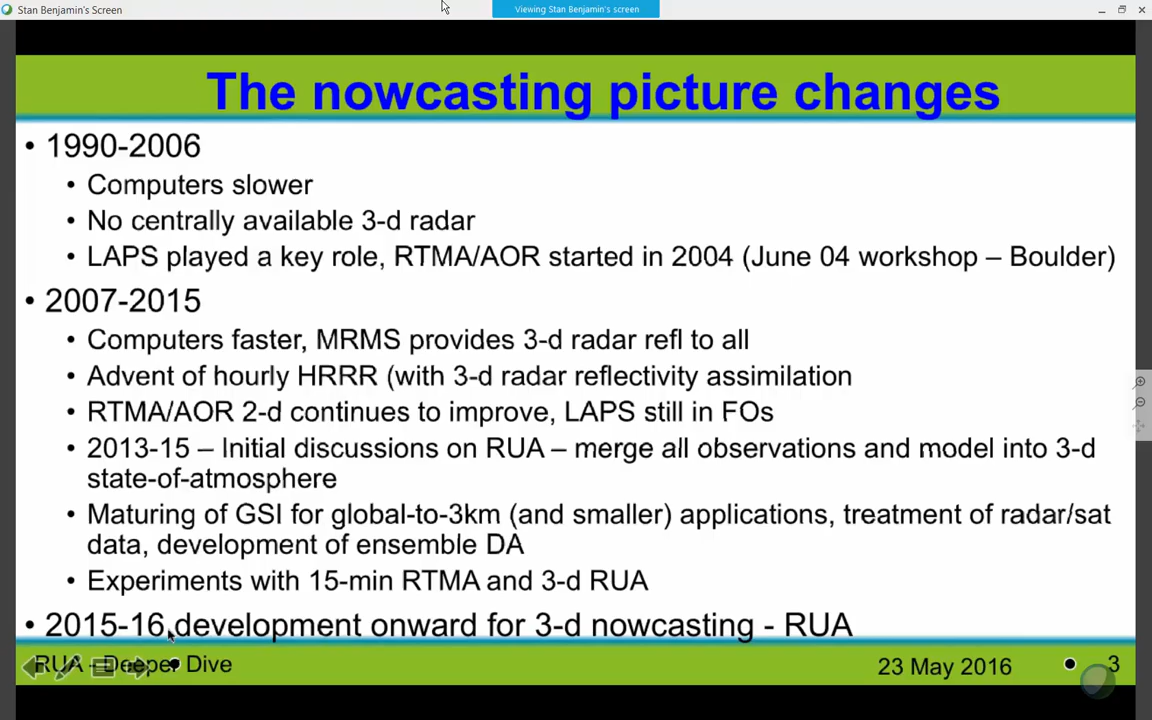 Stan Benjamin's Screen
Viewing Stan Benjamin's screen
The nowcasting picture changes
• 1990-2006
• Computers slower
• No centrally available 3-d radar
• LAPS played a key role, RTMA/AOR started in 2004 (June 04 workshop – Boulder)
• 2007-2015
• Computers faster, MRMS provides 3-d radar refl to all
• Advent of hourly HRRR (with 3-d radar reflectivity assimilation
• RTMA/AOR 2-d continues to improve, LAPS still in FOs
• 2013-15 – Initial discussions on RUA – merge all observations and model into 3-d
state-of-atmosphere
• Maturing of GSI for global-to-3km (and smaller) applications, treatment of radar/sat
data, development of ensemble DA
• Experiments with 15-min RTMA and 3-d RUA
• 2015-16 development onward for 3-d nowcasting - RUA
RUA - Deeper Dive
23 May 2016
3